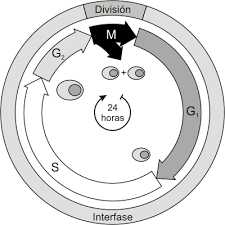 División
M
G2
+
G1
24
horas
S
Interfase